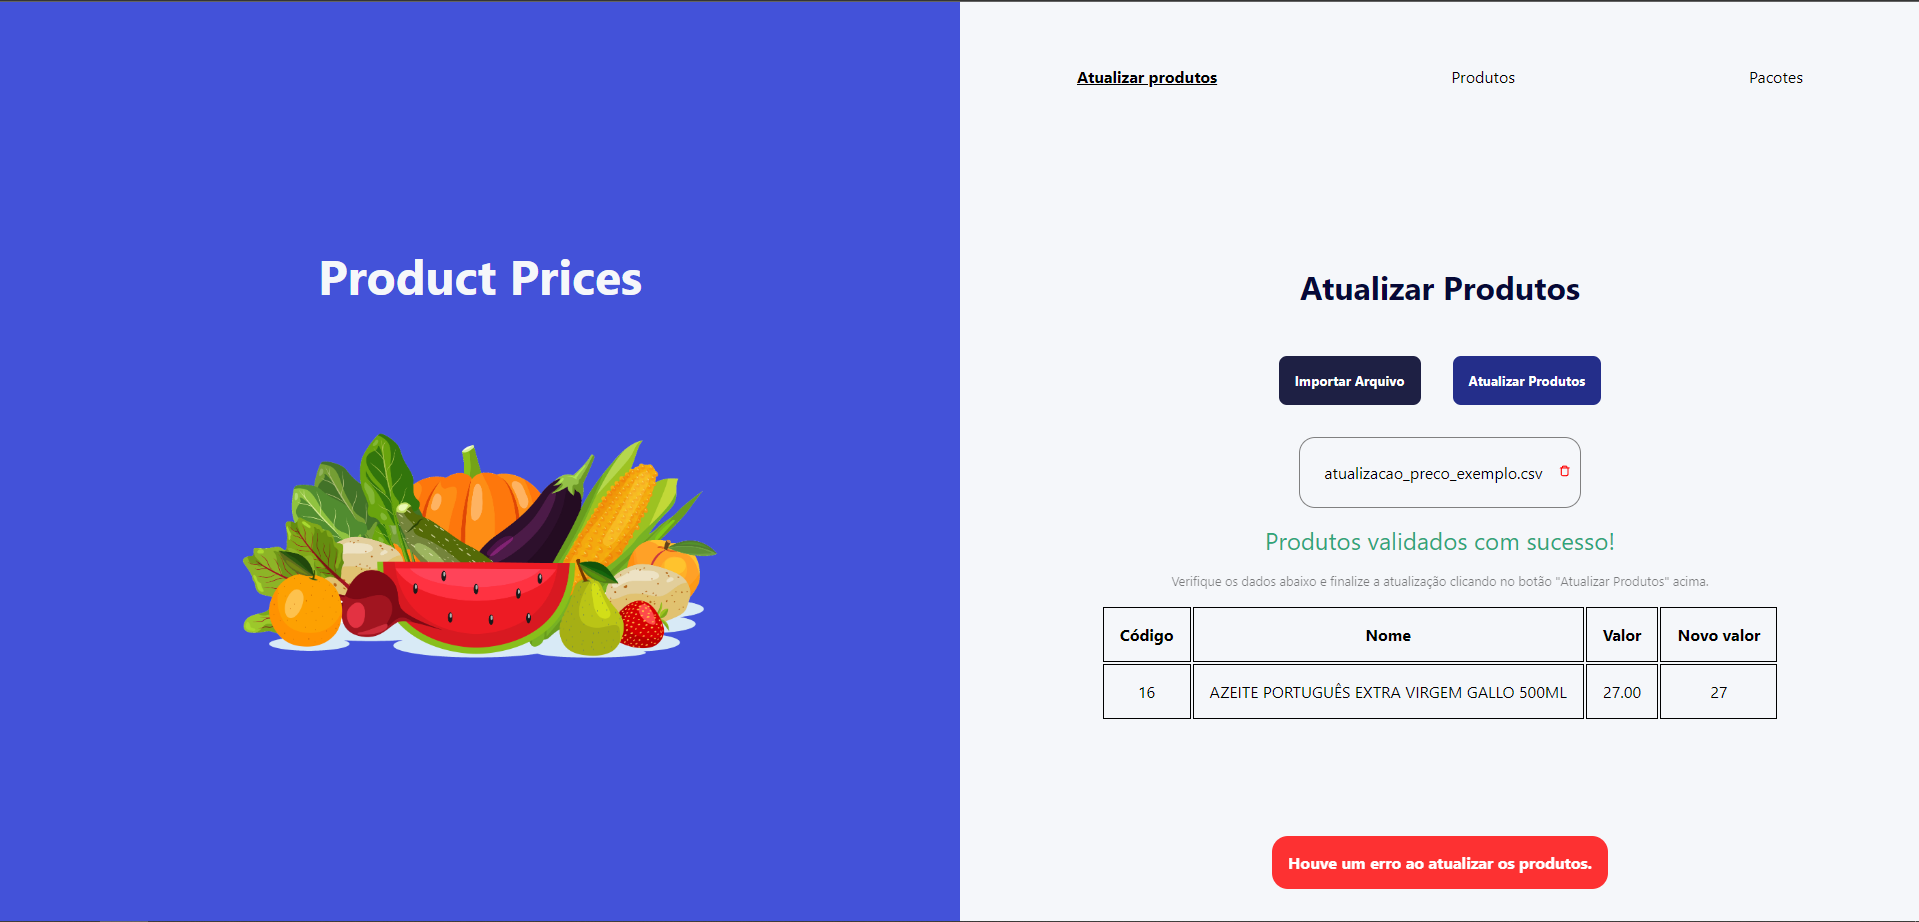 Product Prices
Atualizar produtos
Produtos
Pacotes
Atualizar Produtos
Importar Arquivo
Atualizar Produtos
atualizacao_preco_exemplo.csv
Produtos validados com sucesso!
Verifique os dados abaixo e finalize a atualização clicando no botão "Atualizar Produtos" acima.
Código Nome Valor Novo valor
16 AZEITE PORTUGUÊS EXTRA VIRGEM GALLO 500ML 27.00 27
Houve um erro ao atualizar os produtos.